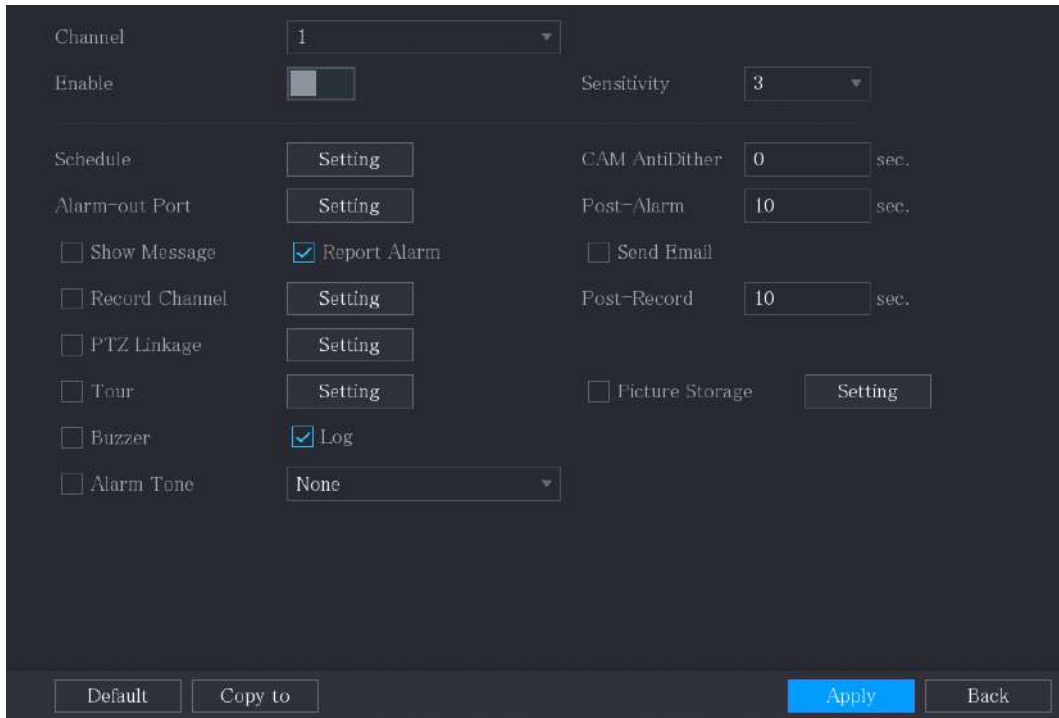 Channel 1
Enable Sensitivity 3
Schedule Setting CAM AntiDither 0 sec.
Alarm-out Port Setting Post-Alarm 10 sec.
Show Message Report Alarm Send Email
Record Channel Setting Post-Record 10 sec.
PTZ Linkage Setting
Tour Setting Picture Storage Setting
Buzzer Log
Alarm Tone None
Default Copy to Apply Back